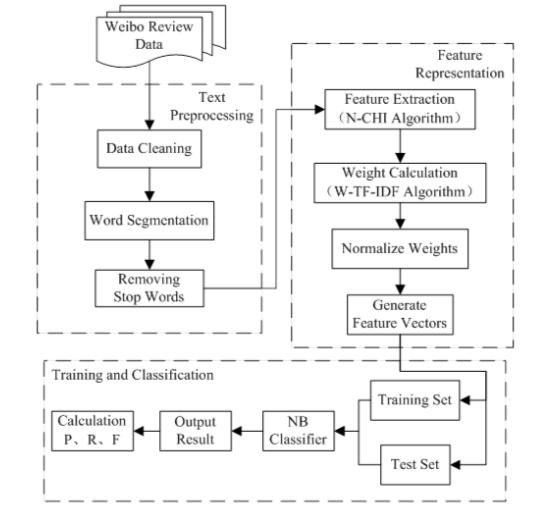 Weibo Review
Data
Text
Preprocessing
Data Cleaning
Word Segmentation
Removing
Stop Words
Feature
Representation
Feature Extraction
（N-CHI Algorithm）
Weight Calculation
（W-TF-IDF Algorithm）
Normalize Weights
Generate
Feature Vectors
Training and Classification
Training Set
Test Set
NB
Classifier
Output
Result
Calculation
P、R、F